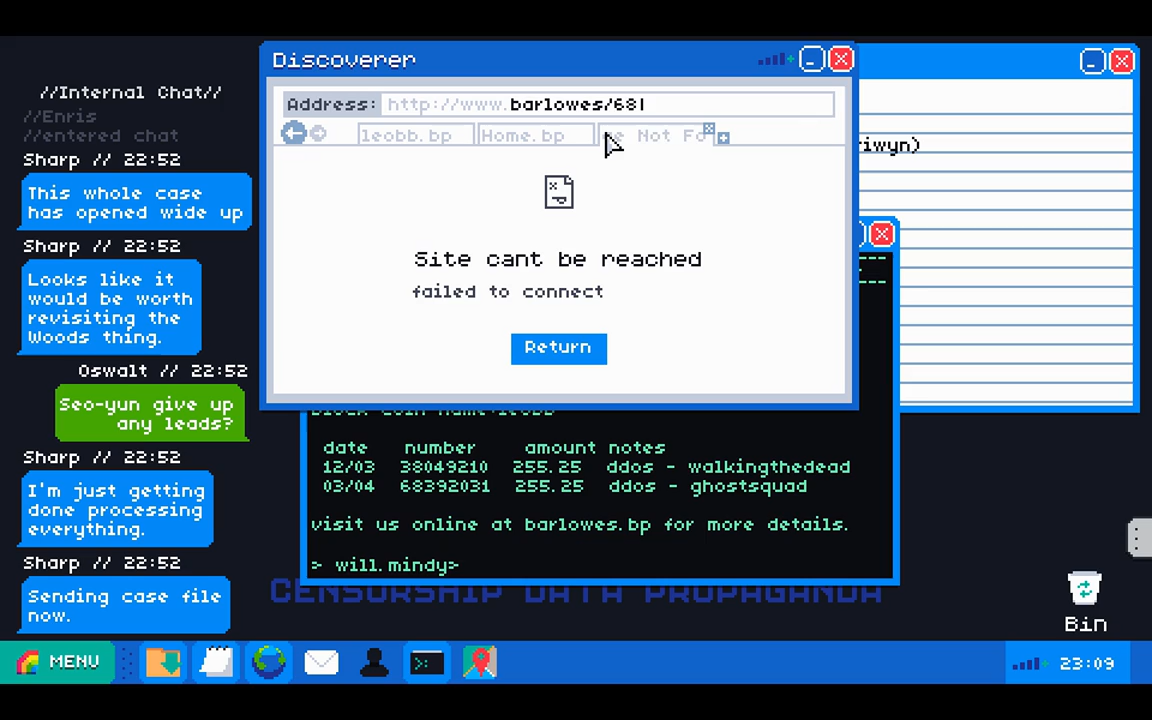 //Internal Chat//
//Enris
//entered chat
Sharp // 22:52
This whole case
has opened wide up
Sharp // 22:52
Looks like it
would be worth
revisiting the
Woods thing.
Oswalt // 22:52
Seo-yun give up
any leads?
Sharp // 22:52
I'm just getting
done processing
everything.
Sharp // 22:52
Sending case file
now.
Discoverer
Address: http://www.barlowes/68
leobb.bp Home.bp Not Fo
Site cant be reached
failed to connect
Return
date number amount notes
12/03 38049210 255.25 ddos - walkingthedead
03/04 68392031 255.25 ddos - ghostsquad
visit us online at barlowes.bp for more details.
> will.mindy>
CENSORSHIP DATA PROPAGANDA
Bin
MENU
23:09